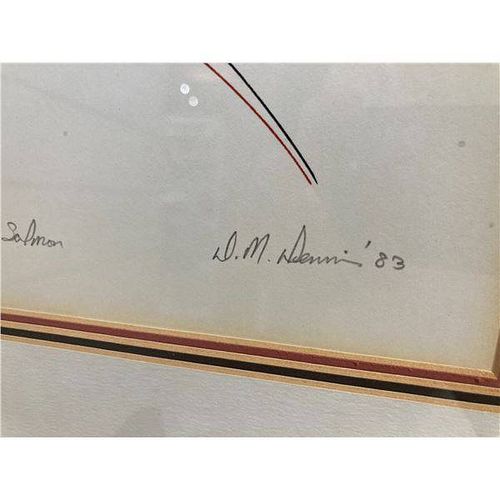 Salmon
D. M. Dennis '83